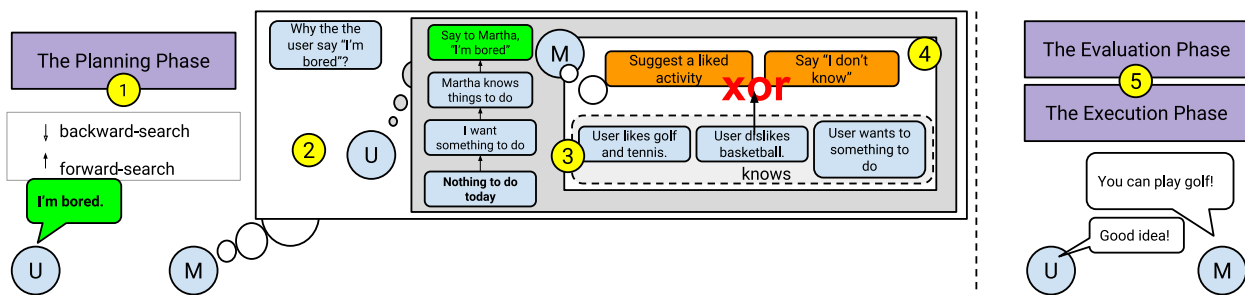 The Planning Phase
1
backward-search
forward-search
I'm bored.
U
M
Why the the
user say "I'm
bored"?
2
U
Say to Martha,
"I'm bored"
Martha knows
things to do
I want
something to do
Nothing to do
today
M
Suggest a liked
activity
xor
Say "I don't
know"
4
3
User likes golf
and tennis.
User dislikes
basketball.
User wants to
something to
do
knows
The Evaluation Phase
5
The Execution Phase
You can play golf!
Good idea!
U
M